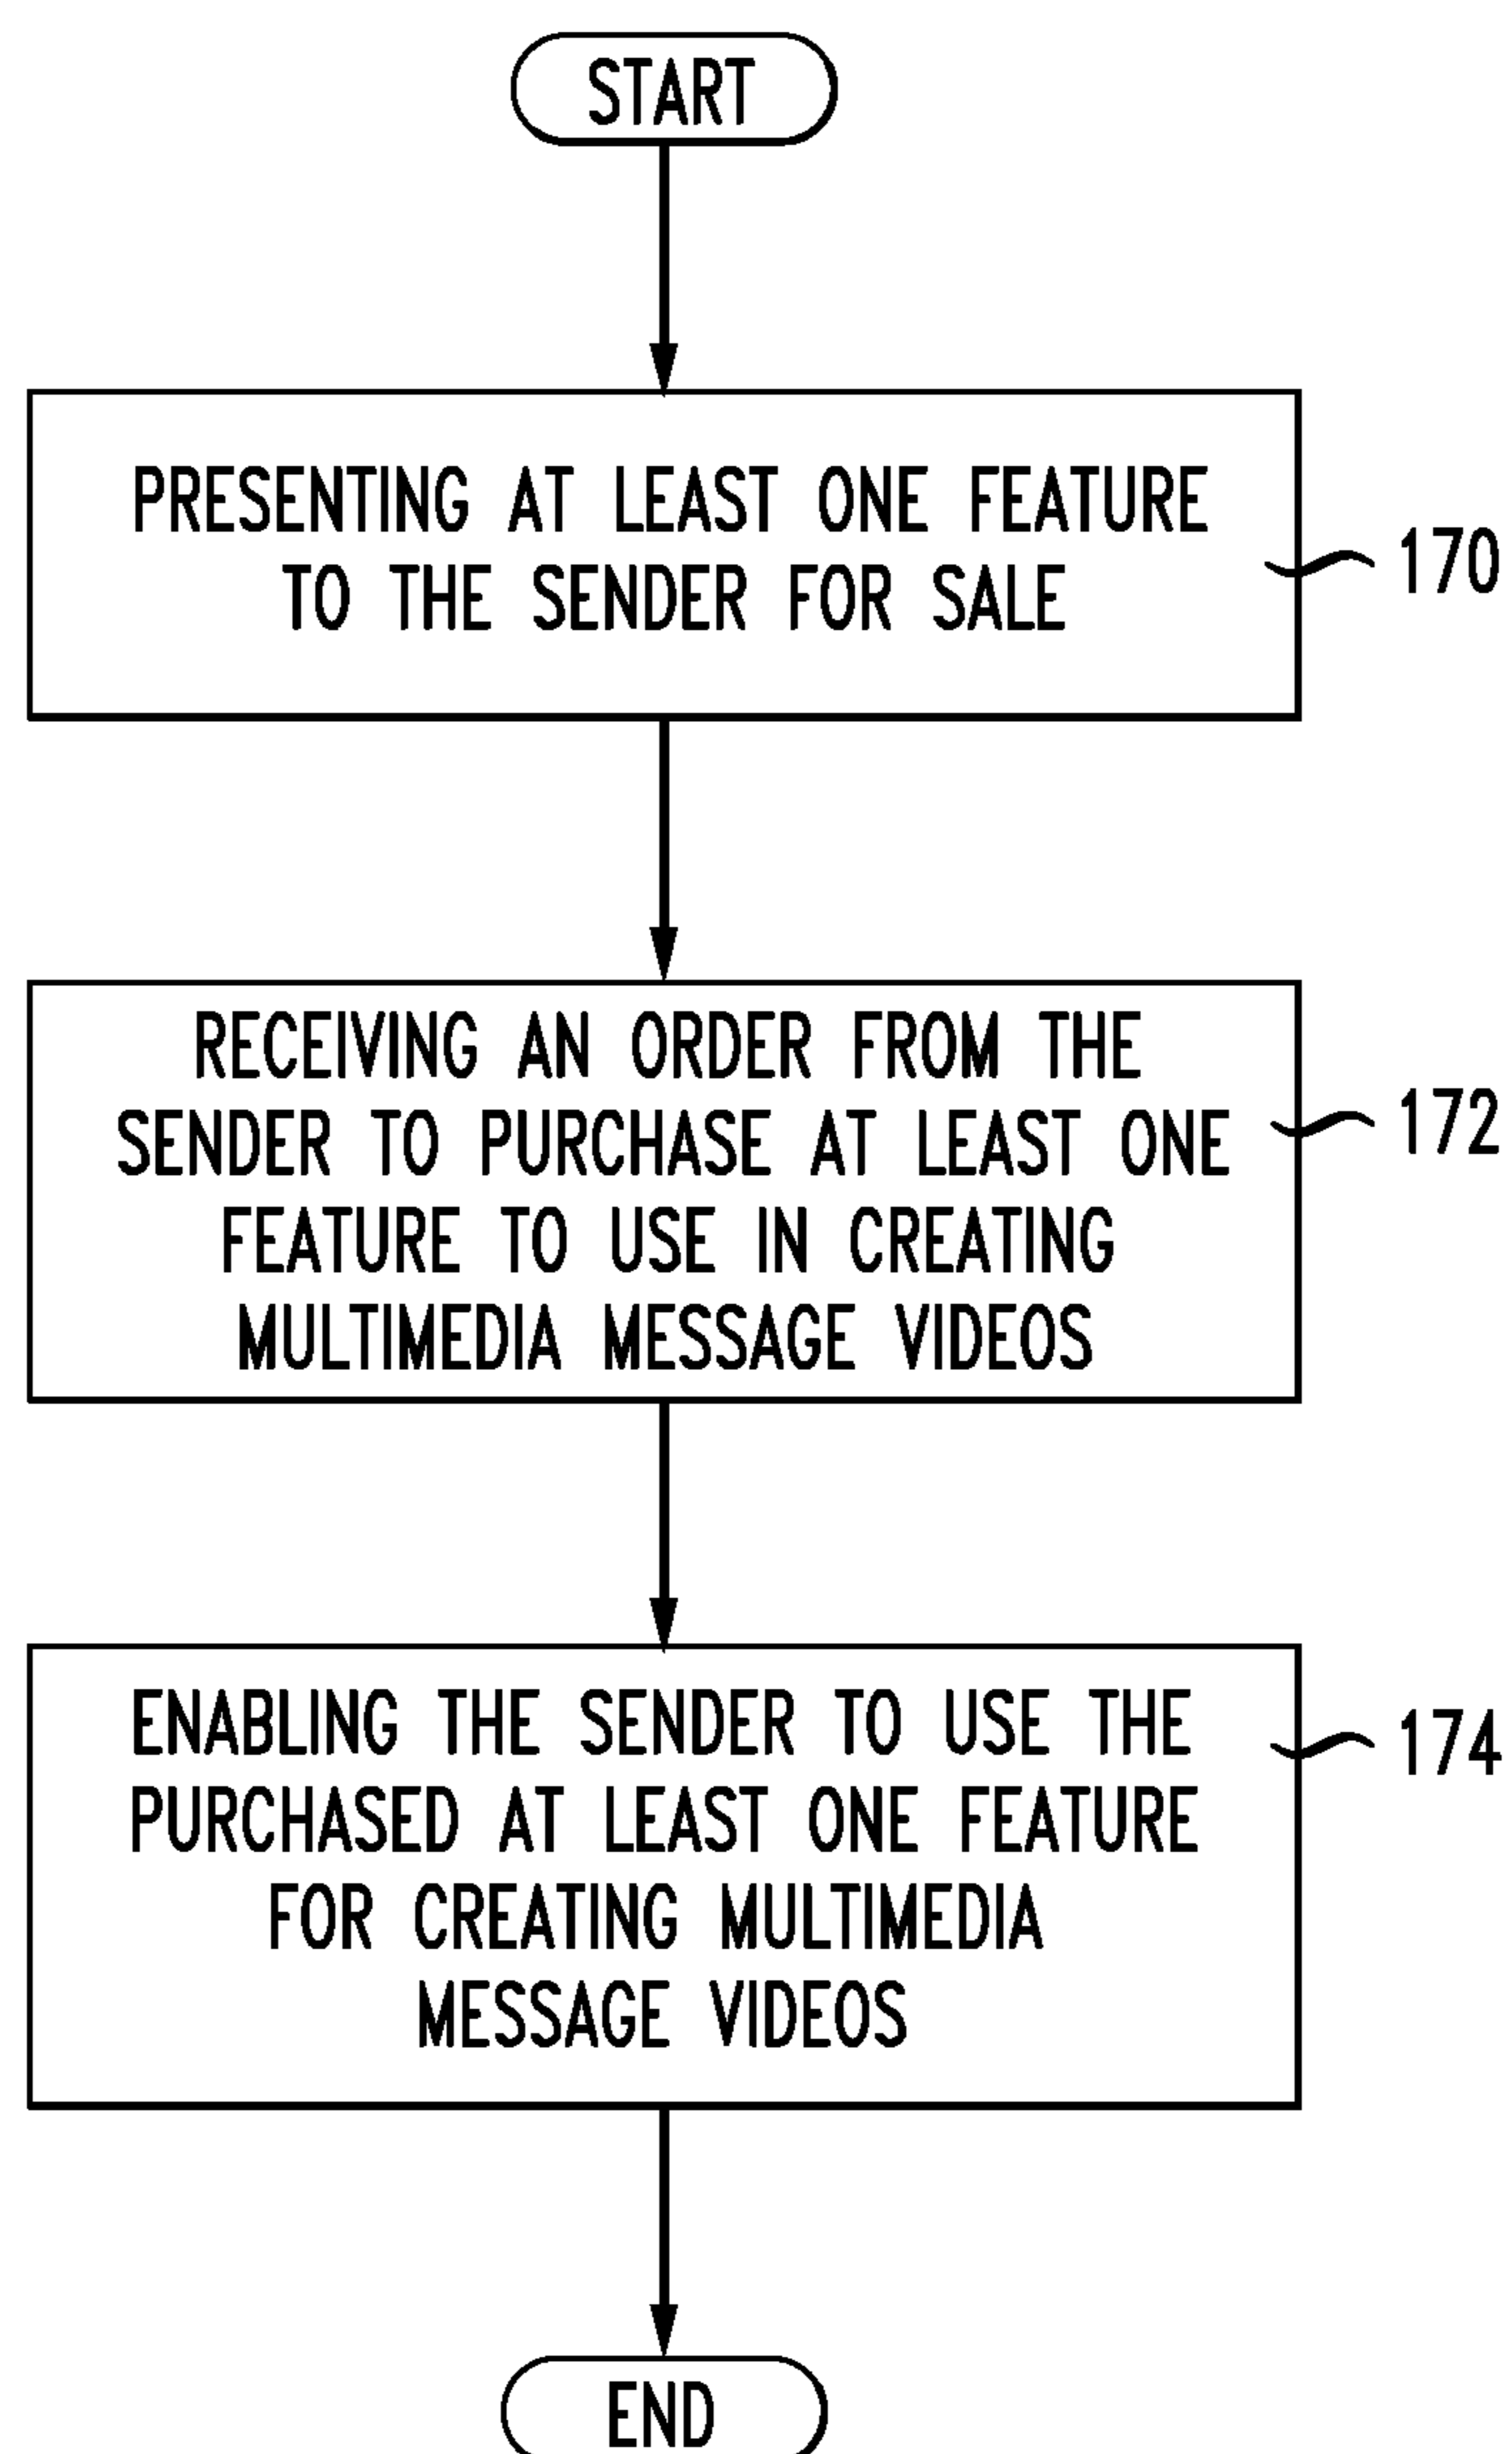 START
PRESENTING AT LEAST ONE FEATURE
TO THE SENDER FOR SALE
170
RECEIVING AN ORDER FROM THE
SENDER TO PURCHASE AT LEAST ONE
FEATURE TO USE IN CREATING
MULTIMEDIA MESSAGE VIDEOS
172
ENABLING THE SENDER TO USE THE
PURCHASED AT LEAST ONE FEATURE
FOR CREATING MULTIMEDIA
MESSAGE VIDEOS
174
END